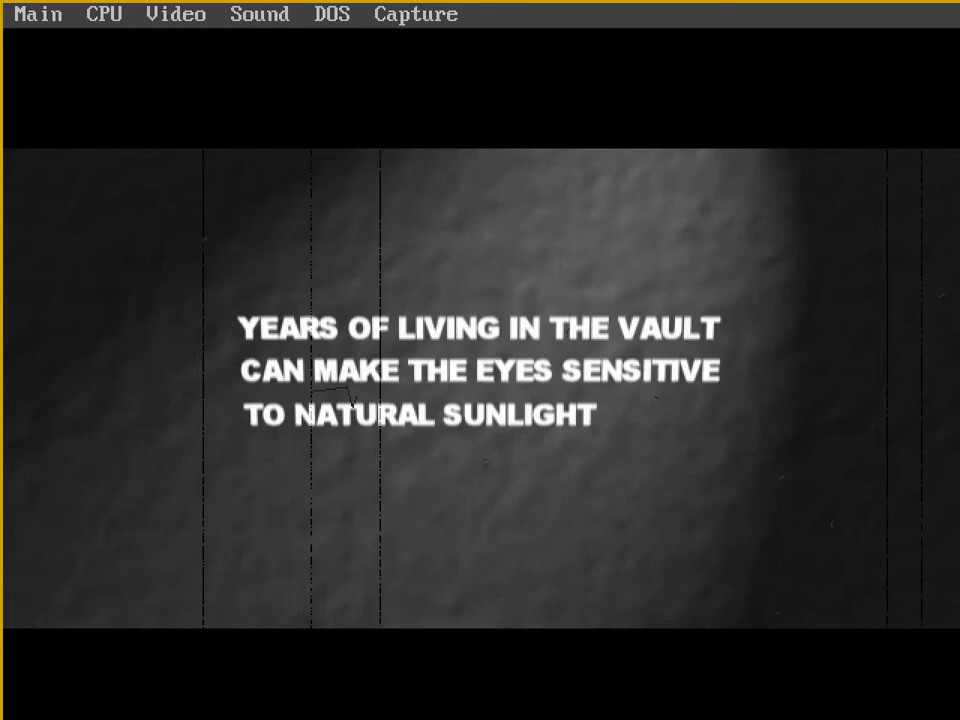 Main CPU Video Sound DOS Capture
YEARS OF LIVING IN THE VAULT
CAN MAKE THE EYES SENSITIVE
TO NATURAL SUNLIGHT